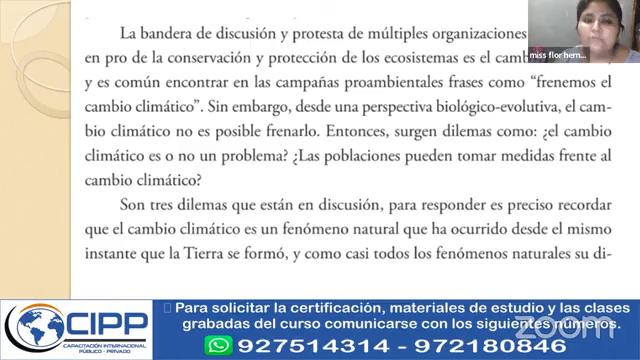 La bandera de discusión y protesta de múltiples organizaciones
en pro de la conservación y protección de los ecosistemas es el
y es común encontrar en las campañas proambientales frases como “frenemos el
cambio climático”. Sin embargo, desde una perspectiva biológico-evolutiva, el cam-
bio climático no es posible frenarlo. Entonces, surgen dilemas como: ¿el cambio
climático es o no un problema? ¿Las poblaciones pueden tomar medidas frente al
cambio climático?
Son tres dilemas que están en discusión, para responder es preciso recordar
que el cambio climático es un fenómeno natural que ha ocurrido desde el mismo
instante que la Tierra se formó, y como casi todos los fenómenos naturales su di-
miss flor hern...
CIPP
CAPACITACIÓN INTERNACIONAL
PÚBLICO - PRIVADO
Para solicitar la certificación, materiales de estudio y las clases
grabadas del curso comunicarse con los siguientes números.
927514314 - 972180846
zoom